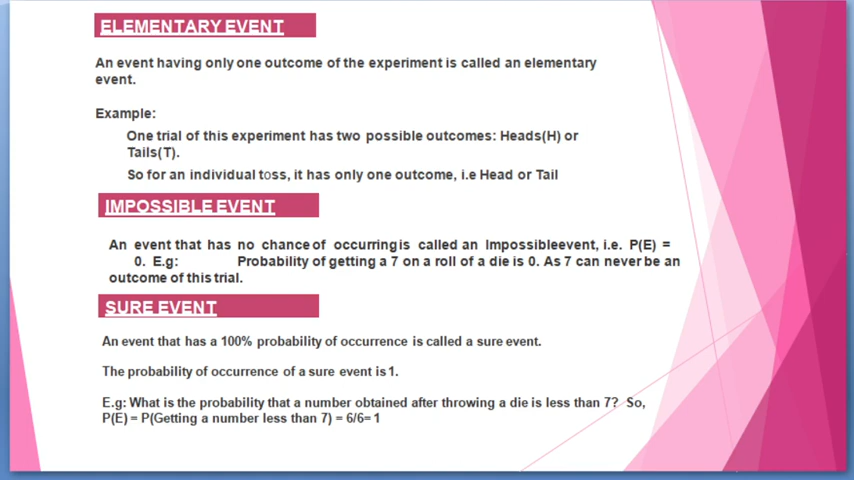 ELEMENTARY EVENT
An event having only one outcome of the experiment is called an elementary
event.
Example:
One trial of this experiment has two possible outcomes: Heads(H) or
Tails(T).
So for an individual toss, it has only one outcome, i.e Head or Tail
IMPOSSIBLE EVENT
An event that has no chance of occurring is called an Impossibleevent, i.e. P(E) =
0. E.g: Probability of getting a 7 on a roll of a die is 0. As 7 can never be an
outcome of this trial.
SURE EVENT
An event that has a 100% probability of occurrence is called a sure event.
The probability of occurrence of a sure event is 1.
E.g: What is the probability that a number obtained after throwing a die is less than 7? So,
P(E) = P(Getting a number less than 7) = 6/6= 1